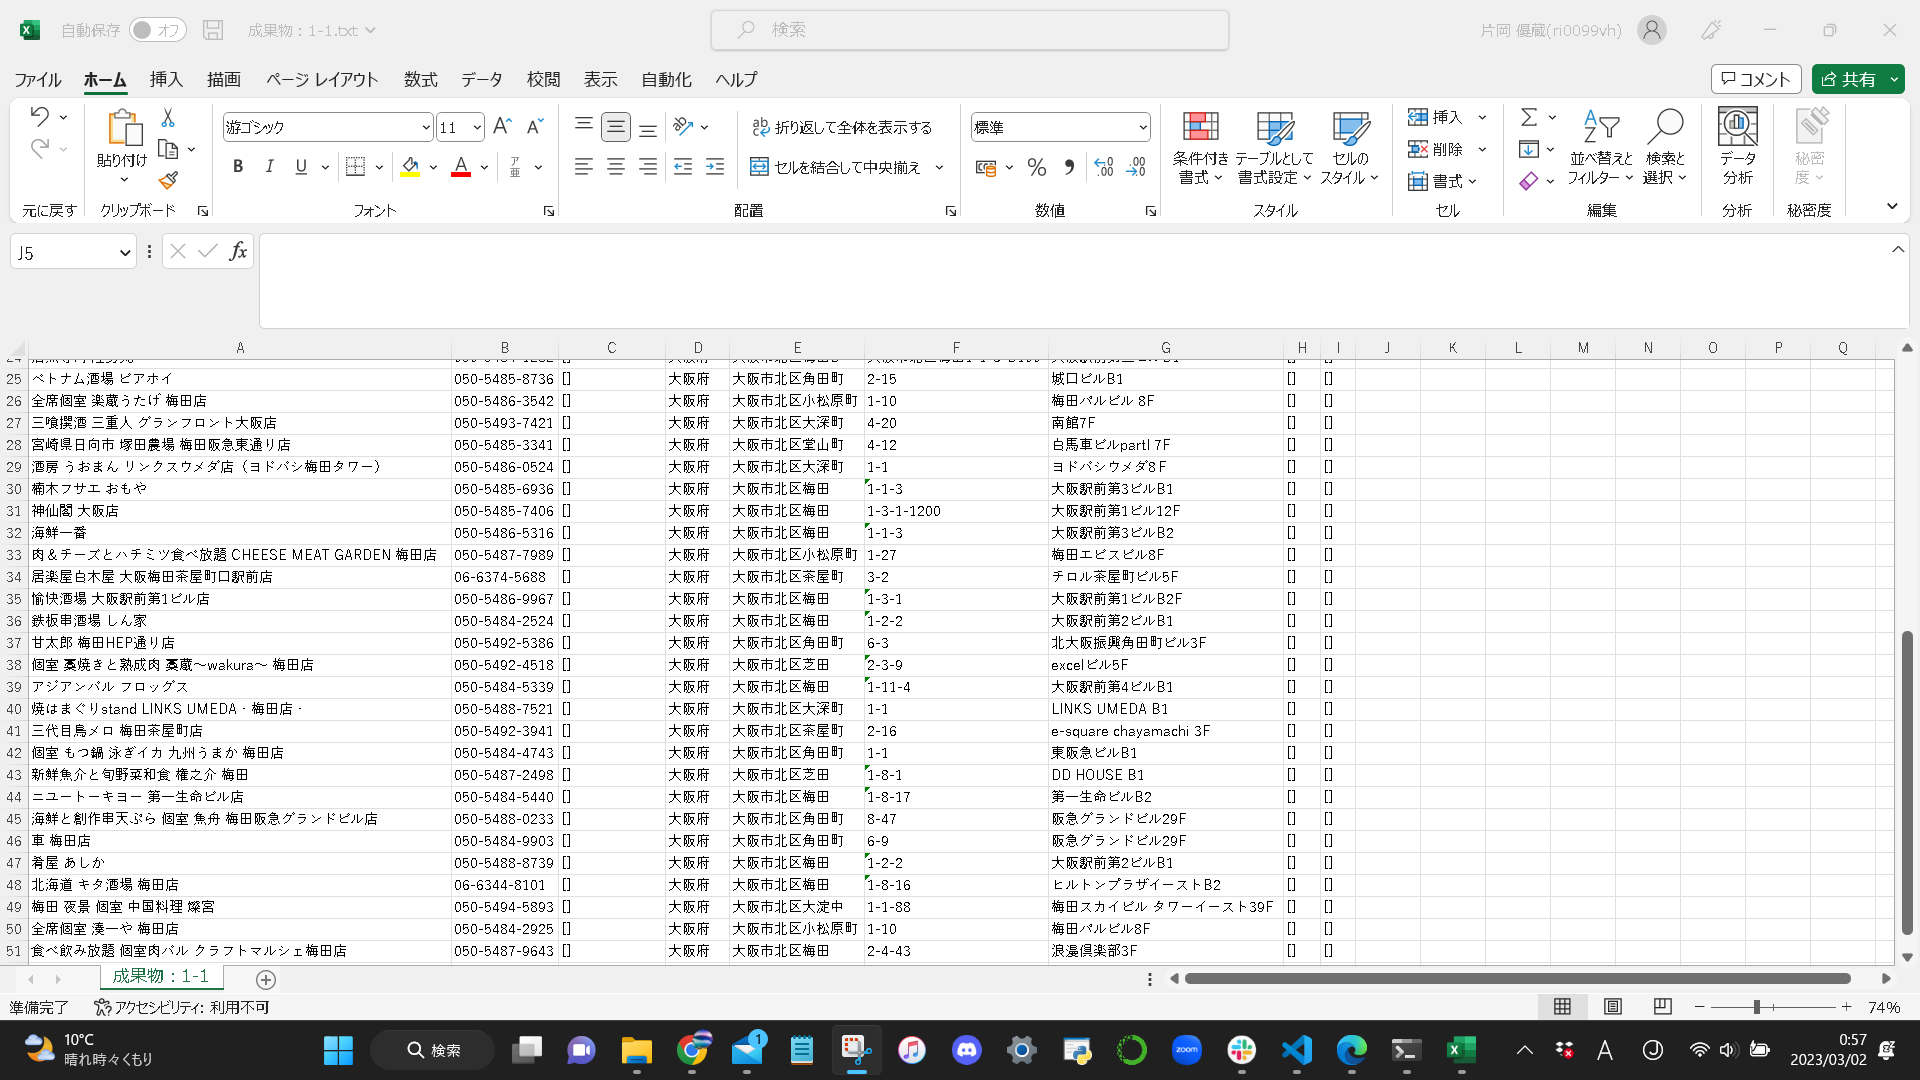 自動保存 オフ 成果物：1-1.txt 検索 片岡 優蔵(ri0099vh)
ファイル ホーム 挿入 描画 ページ レイアウト 数式 データ 校閲 表示 自動化 ヘルプ コメント 共有
游ゴシック 11 折り返して全体を表示する 標準 挿入
貼り付け セルを結合して中央揃え 条件付き書式 テーブルとして書式設定 セルのスタイル 削除 書式 並べ替えとフィルター 検索と選択 データ分析 秘密度
元に戻す クリップボード フォント 配置 数値 スタイル セル 編集 分析 秘密度
J5 fx
A B C D E F G H I J K L M N O P Q
25 ベトナム酒場 ビアホイ 050-5485-8736 [] 大阪府 大阪市北区角田町 2-15 城口ビルB1 [] []
26 全席個室 楽蔵うたげ 梅田店 050-5486-3542 [] 大阪府 大阪市北区小松原町 1-10 梅田パルビル 8F [] []
27 三喰撰酒 三重人 グランフロント大阪店 050-5493-7421 [] 大阪府 大阪市北区大深町 4-20 南館7F [] []
28 宮崎県日向市 塚田農場 梅田阪急東通り店 050-5485-3341 [] 大阪府 大阪市北区堂山町 4-12 白馬車ビルpartI 7F [] []
29 酒房 うおまん リンクスウメダ店（ヨドバシ梅田タワー） 050-5486-0524 [] 大阪府 大阪市北区大深町 1-1 ヨドバシウメダ8F [] []
30 楠木フサエ おもや 050-5485-6936 [] 大阪府 大阪市北区梅田 1-1-3 大阪駅前第3ビルB1 [] []
31 神仙閣 大阪店 050-5485-7406 [] 大阪府 大阪市北区梅田 1-3-1-1200 大阪駅前第1ビル12F [] []
32 海鮮一番 050-5486-5316 [] 大阪府 大阪市北区梅田 1-1-3 大阪駅前第3ビルB2 [] []
33 肉＆チーズとハチミツ食べ放題 CHEESE MEAT GARDEN 梅田店 050-5487-7989 [] 大阪府 大阪市北区小松原町 1-27 梅田エビスビル8F [] []
34 居楽屋白木屋 大阪梅田茶屋町口駅前店 06-6374-5688 [] 大阪府 大阪市北区茶屋町 3-2 チロル茶屋町ビル5F [] []
35 愉快酒場 大阪駅前第1ビル店 050-5486-9967 [] 大阪府 大阪市北区梅田 1-3-1 大阪駅前第1ビルB2F [] []
36 鉄板串酒場 しん家 050-5484-2524 [] 大阪府 大阪市北区梅田 1-2-2 大阪駅前第2ビルB1 [] []
37 甘太郎 梅田HEP通り店 050-5492-5386 [] 大阪府 大阪市北区角田町 6-3 北大阪振興角田町ビル3F [] []
38 個室 藁焼きと熟成肉 藁蔵～wakura～ 梅田店 050-5492-4518 [] 大阪府 大阪市北区芝田 2-3-9 excelビル5F [] []
39 アジアンバル フロッグス 050-5484-5339 [] 大阪府 大阪市北区梅田 1-11-4 大阪駅前第4ビルB1 [] []
40 焼はまぐりstand LINKS UMEDA‐梅田店‐ 050-5488-7521 [] 大阪府 大阪市北区大深町 1-1 LINKS UMEDA B1 [] []
41 三代目鳥メロ 梅田茶屋町店 050-5492-3941 [] 大阪府 大阪市北区茶屋町 2-16 e-square chayamachi 3F [] []
42 個室 もつ鍋 泳ぎイカ 九州うまか 梅田店 050-5484-4743 [] 大阪府 大阪市北区角田町 1-1 東阪急ビルB1 [] []
43 新鮮魚介と旬野菜和食 権之介 梅田 050-5487-2498 [] 大阪府 大阪市北区芝田 1-8-1 DD HOUSE B1 [] []
44 ニユートーキヨー 第一生命ビル店 050-5484-5440 [] 大阪府 大阪市北区梅田 1-8-17 第一生命ビルB2 [] []
45 海鮮と創作串天ぷら 個室 魚舟 梅田阪急グランドビル店 050-5488-0233 [] 大阪府 大阪市北区角田町 8-47 阪急グランドビル29F [] []
46 車 梅田店 050-5484-9903 [] 大阪府 大阪市北区角田町 6-9 阪急グランドビル29F [] []
47 肴屋 あしか 050-5488-8739 [] 大阪府 大阪市北区梅田 1-2-2 大阪駅前第2ビルB1 [] []
48 北海道 キタ酒場 梅田店 06-6344-8101 [] 大阪府 大阪市北区梅田 1-8-16 ヒルトンプラザイーストB2 [] []
49 梅田 夜景 個室 中国料理 燦宮 050-5494-5893 [] 大阪府 大阪市北区大淀中 1-1-88 梅田スカイビル タワーイースト39F [] []
50 全席個室 湊一や 梅田店 050-5484-2925 [] 大阪府 大阪市北区小松原町 1-10 梅田パルビル8F [] []
51 食べ飲み放題 個室肉バル クラフトマルシェ梅田店 050-5487-9643 [] 大阪府 大阪市北区梅田 2-4-43 浪漫倶楽部3F [] []
成果物：1-1
準備完了 アクセシビリティ: 利用不可 74%
10°C
晴れ時々くもり
検索 1 zoom A 0:57
2023/03/02